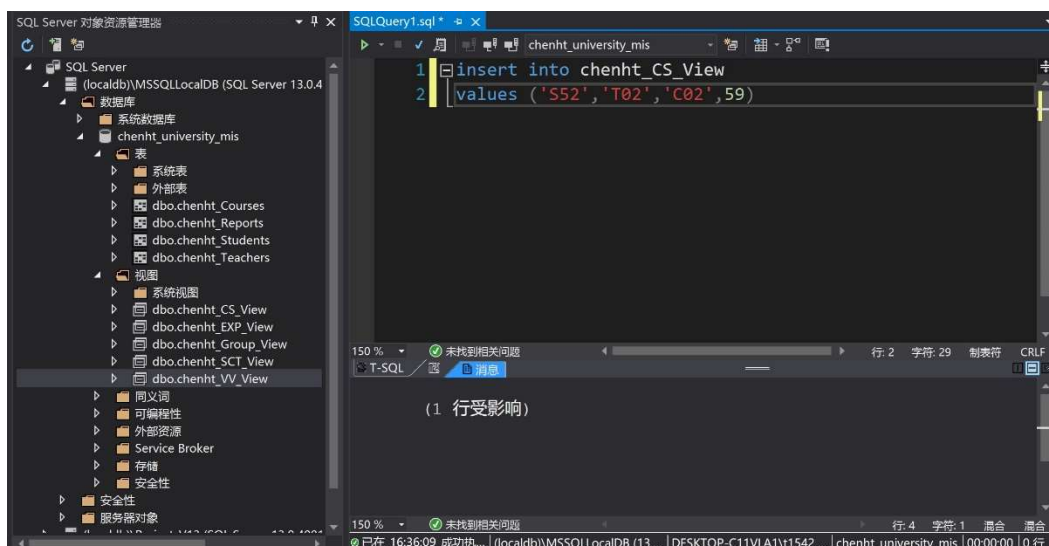 SQL Server 对象资源管理器
SQL Server
(localdb)\MSSQLLocalDB (SQL Server 13.0.4
数据库
系统数据库
chenht_university_mis
表
系统表
外部表
dbo.chenht_Courses
dbo.chenht_Reports
dbo.chenht_Students
dbo.chenht_Teachers
视图
系统视图
dbo.chenht_CS_View
dbo.chenht_EXP_View
dbo.chenht_Group_View
dbo.chenht_SCT_View
dbo.chenht_VV_View
同义词
可编程性
外部资源
Service Broker
存储
安全性
安全性
服务器对象
SQLQuery1.sql *
chenht_university_mis
1 insert into chenht_CS_View
2 values ('S52','T02','C02',59)
150 % 未找到相关问题 行: 2 字符: 29 制表符 CRLF
T-SQL 消息
(1 行受影响)
150 % 未找到相关问题 行: 4 字符: 1 混合 混合
已在 16:36:09 成功执... (localdb)\MSSQLLocalDB (13... DESKTOP-C11VLA1\t1542... chenht_university_mis 00:00:00 0 行